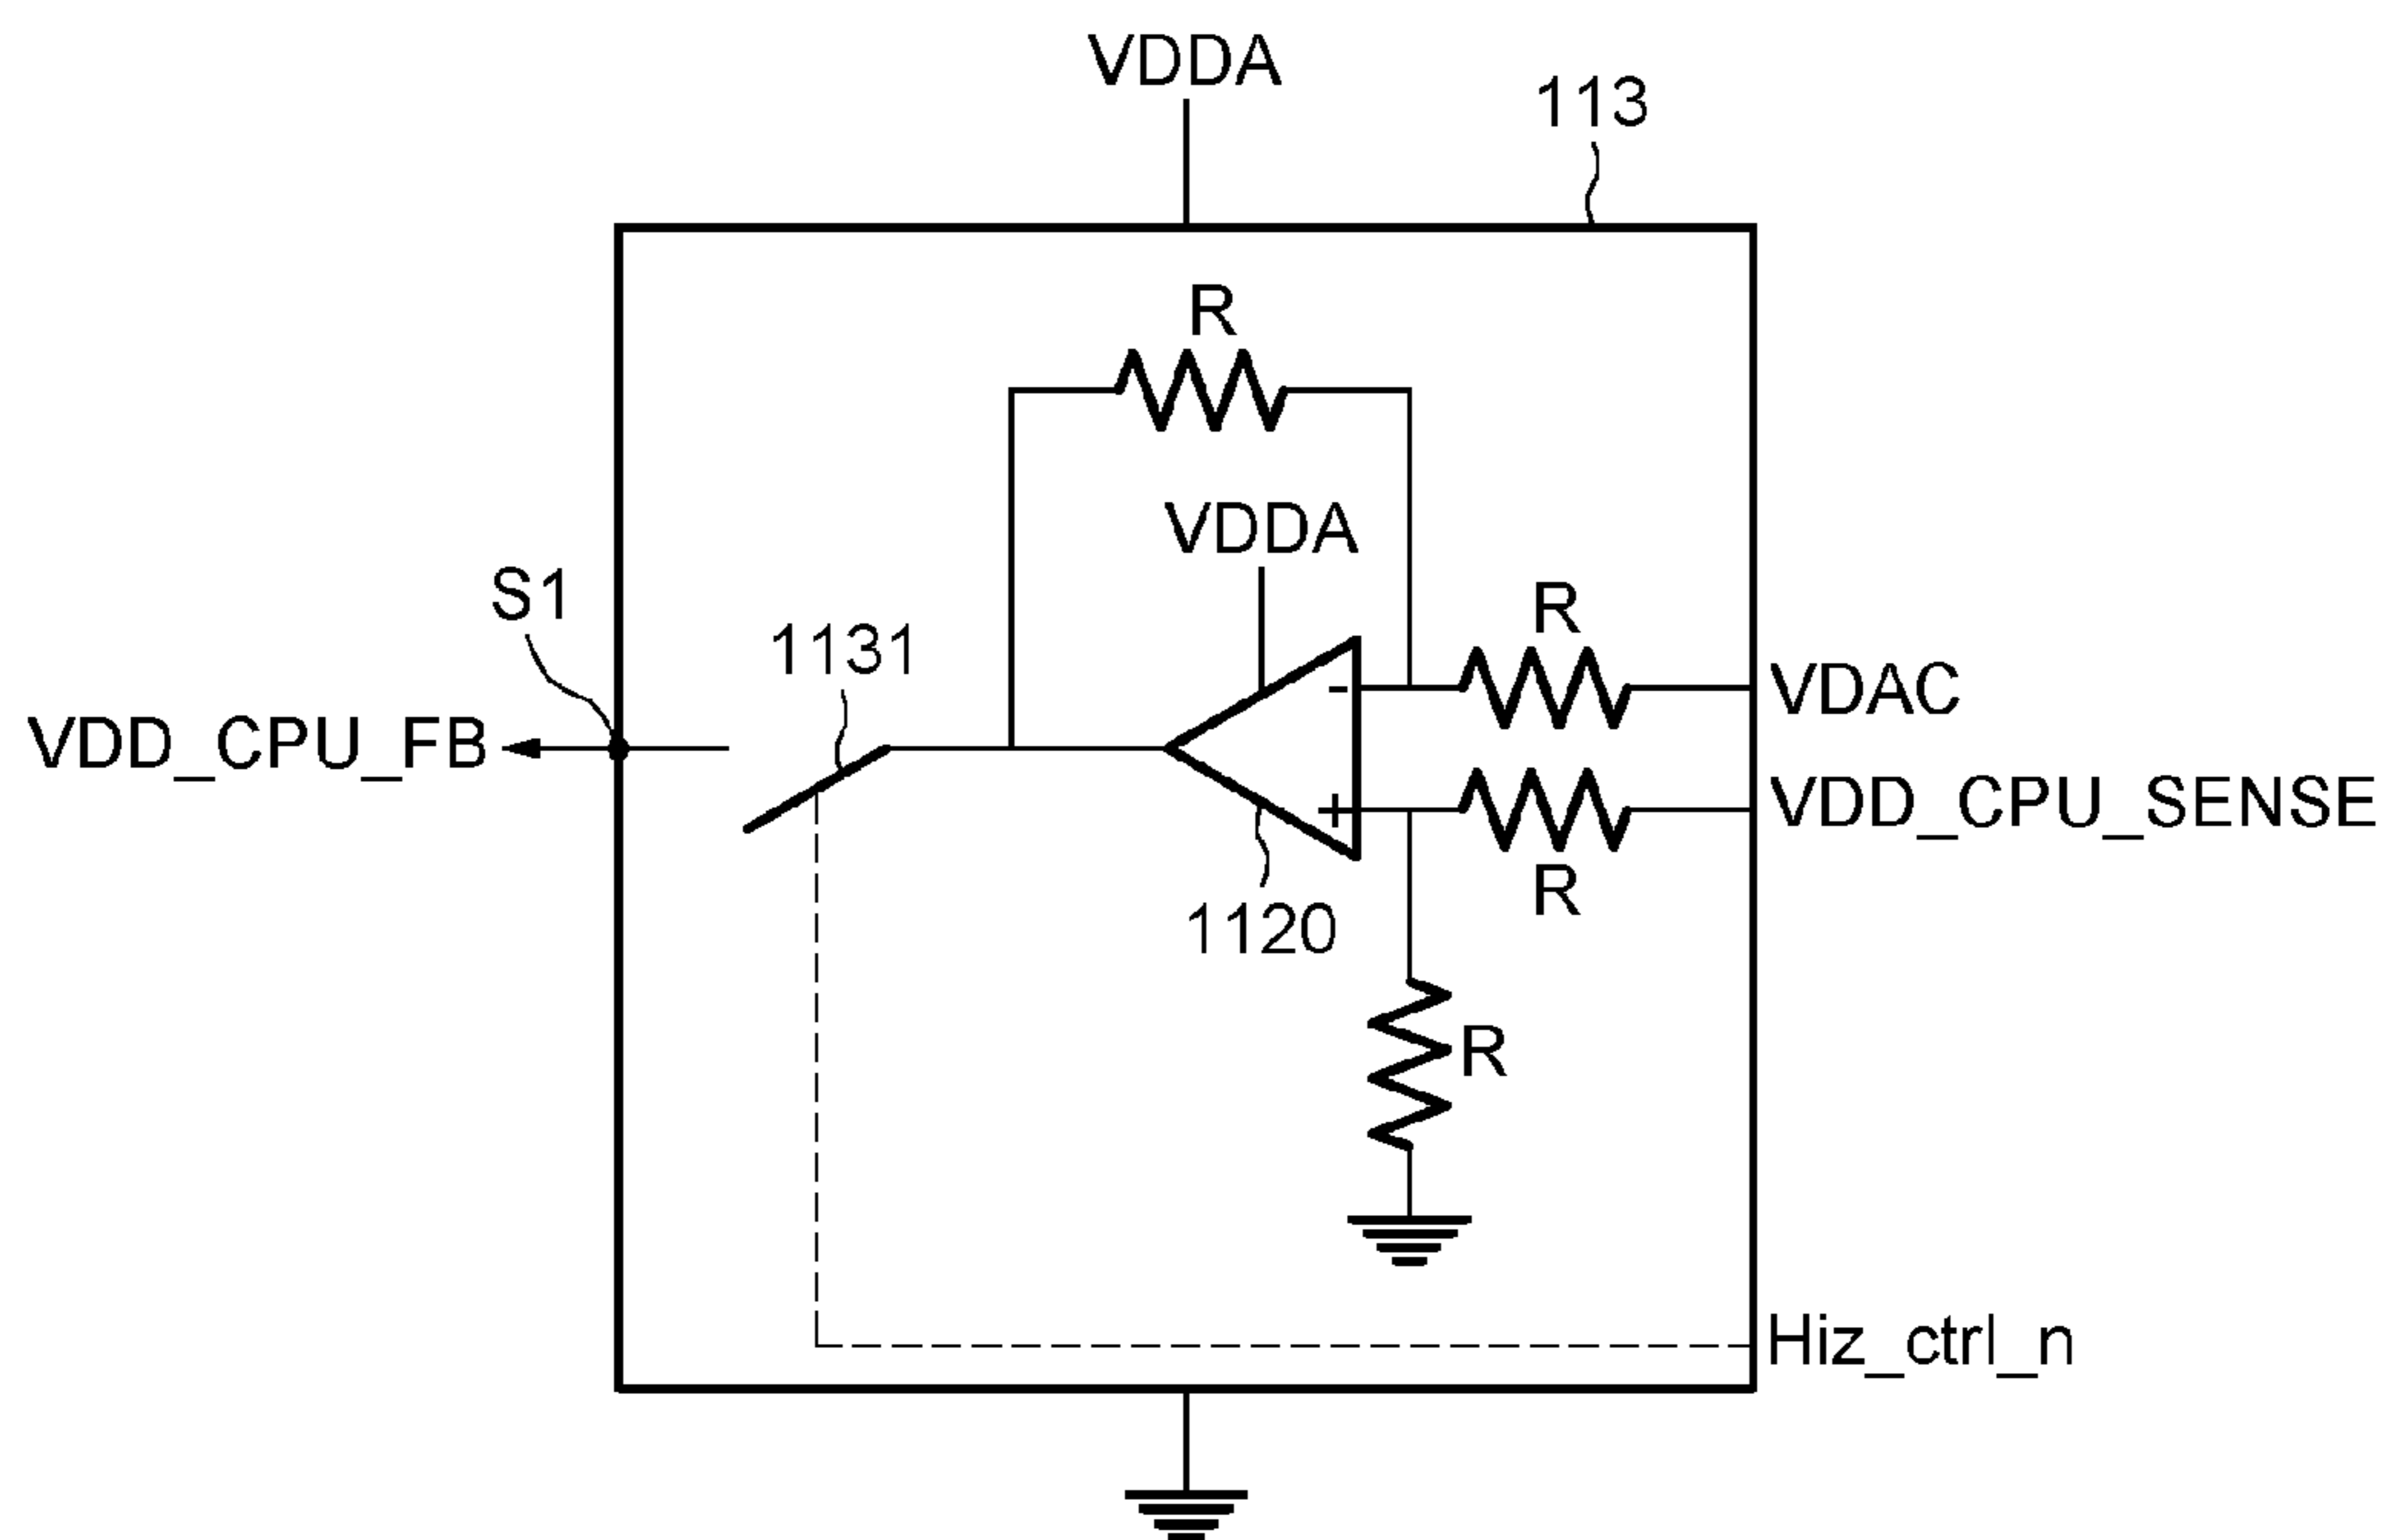 VDDA
113
R
VDDA
S1
1131
R
VDAC
VDD_CPU_FB
-
+
VDD_CPU_SENSE
R
1120
R
Hiz_ctrl_n